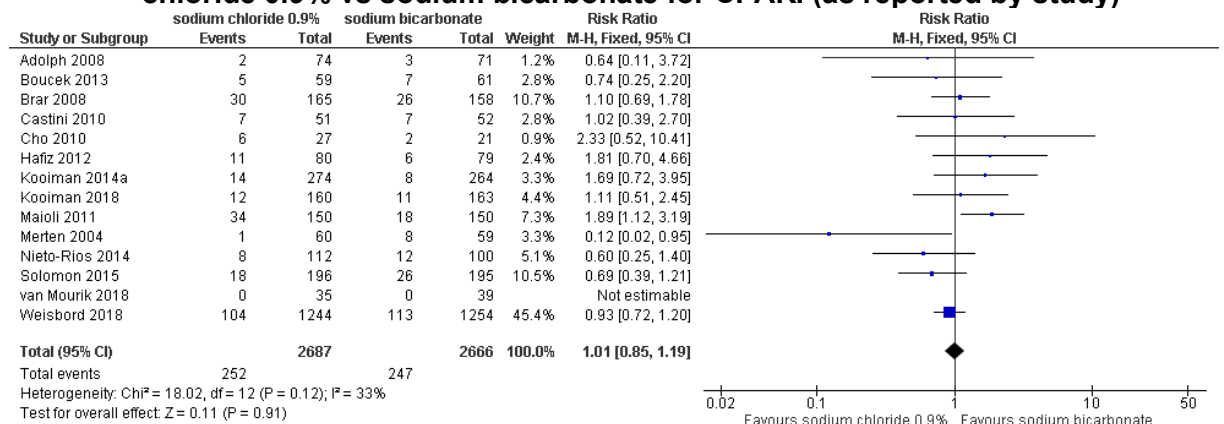 chloride 0.9% vs sodium bicarbonate for CI-AKI (as reported by study)
sodium chloride 0.9% sodium bicarbonate Risk Ratio Risk Ratio
Study or Subgroup Events Total Events Total Weight M-H, Fixed, 95% CI M-H, Fixed, 95% CI
Adolph 2008 2 74 3 71 1.2% 0.64 [0.11, 3.72]
Boucek 2013 5 59 7 61 2.8% 0.74 [0.25, 2.20]
Brar 2008 30 165 26 158 10.7% 1.10 [0.69, 1.78]
Castini 2010 7 51 7 52 2.8% 1.02 [0.39, 2.70]
Cho 2010 6 27 2 21 0.9% 2.33 [0.52, 10.41]
Hafiz 2012 11 80 6 79 2.4% 1.81 [0.70, 4.66]
Kooiman 2014a 14 274 8 264 3.3% 1.69 [0.72, 3.95]
Kooiman 2018 12 160 11 163 4.4% 1.11 [0.51, 2.45]
Maioli 2011 34 150 18 150 7.3% 1.89 [1.12, 3.19]
Merten 2004 1 60 8 59 3.3% 0.12 [0.02, 0.95]
Nieto-Rios 2014 8 112 12 100 5.1% 0.60 [0.25, 1.40]
Solomon 2015 18 196 26 195 10.5% 0.69 [0.39, 1.21]
van Mourik 2018 0 35 0 39 Not estimable
Weisbord 2018 104 1244 113 1254 45.4% 0.93 [0.72, 1.20]
Total (95% CI) 2687 2666 100.0% 1.01 [0.85, 1.19]
Total events 252 247
Heterogeneity: Chi² = 18.02, df = 12 (P = 0.12); I² = 33%
Test for overall effect: Z = 0.11 (P = 0.91)
0.02 0.1 1 10 50
Favours sodium chloride 0.9% Favours sodium bicarbonate